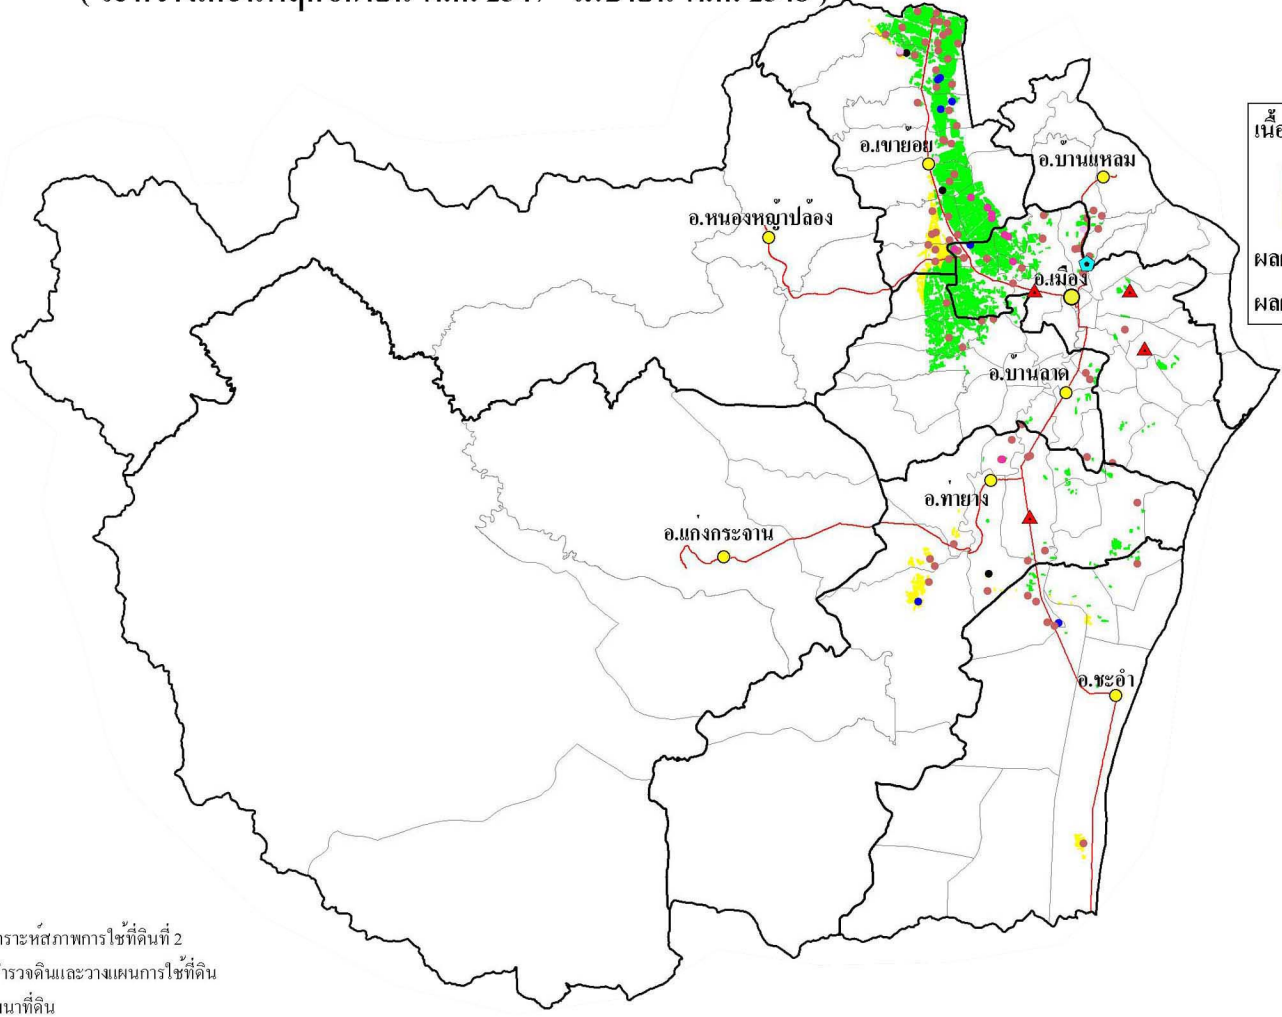 อ.เขาย้อย
อ.บ้านแหลม
อ.หนองหญ้าปล้อง
อ.เมือง
อ.บ้านลาด
อ.ท่ายาง
อ.แก่งกระจาน
อ.ชะอำ
เนื้อ
ผล
ผล
ราะห์สภาพการใช้ที่ดินที่ 2
รวจดินและวางแผนการใช้ที่ดิน
นาที่ดิน